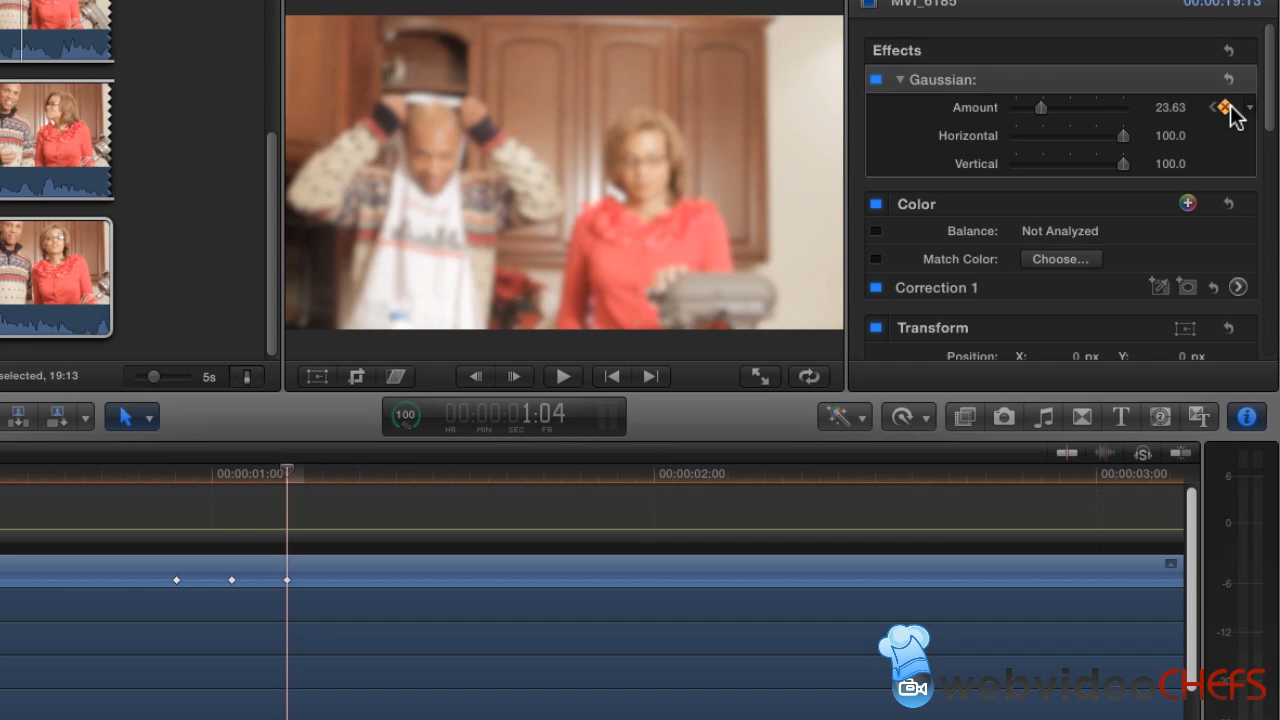 MVI_6185 00:00:19:13
Effects
Gaussian:
Amount 23.63
Horizontal 100.0
Vertical 100.0
Color
Balance: Not Analyzed
Match Color: Choose...
Correction 1
Transform
Position: X: 0 px Y: 0 px
selected, 19:13
5s
100
%
00:00:01:04
HR MIN SEC FR
T
2
T
00:00:01:00
00:00:02:00
00:00:03:00
S
6
0
-6
-12
-20
webvideoCHEFS